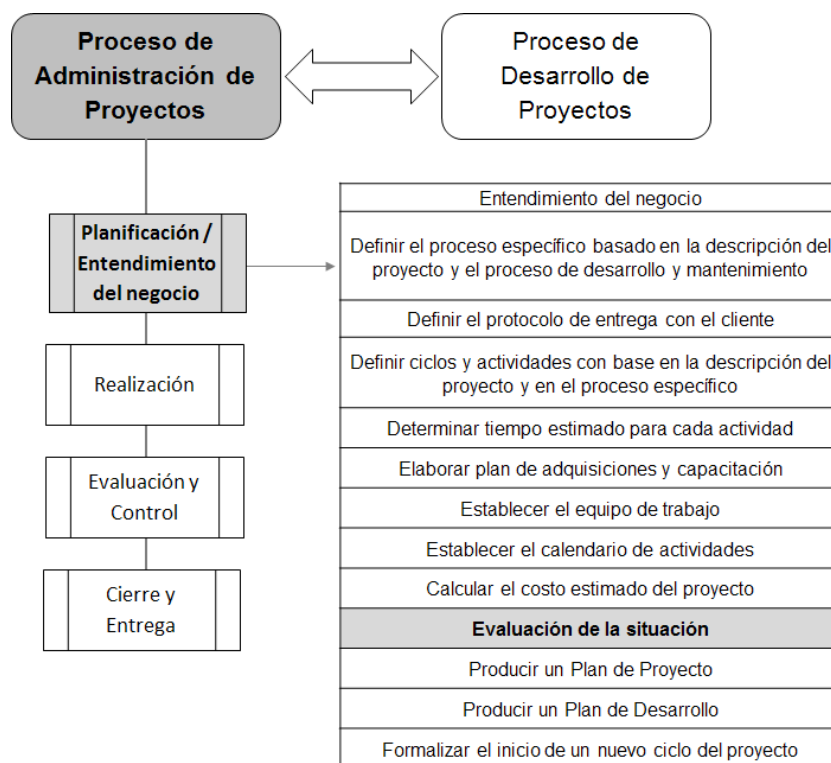 Proceso de
Administración de
Proyectos
Proceso de
Desarrollo de
Proyectos
Planificación /
Entendimiento
del negocio
Realización
Evaluación y
Control
Cierre y
Entrega
Entendimiento del negocio
Definir el proceso específico basado en la descripción del
proyecto y el proceso de desarrollo y mantenimiento
Definir el protocolo de entrega con el cliente
Definir ciclos y actividades con base en la descripción del
proyecto y en el proceso específico
Determinar tiempo estimado para cada actividad
Elaborar plan de adquisiciones y capacitación
Establecer el equipo de trabajo
Establecer el calendario de actividades
Calcular el costo estimado del proyecto
Evaluación de la situación
Producir un Plan de Proyecto
Producir un Plan de Desarrollo
Formalizar el inicio de un nuevo ciclo del proyecto